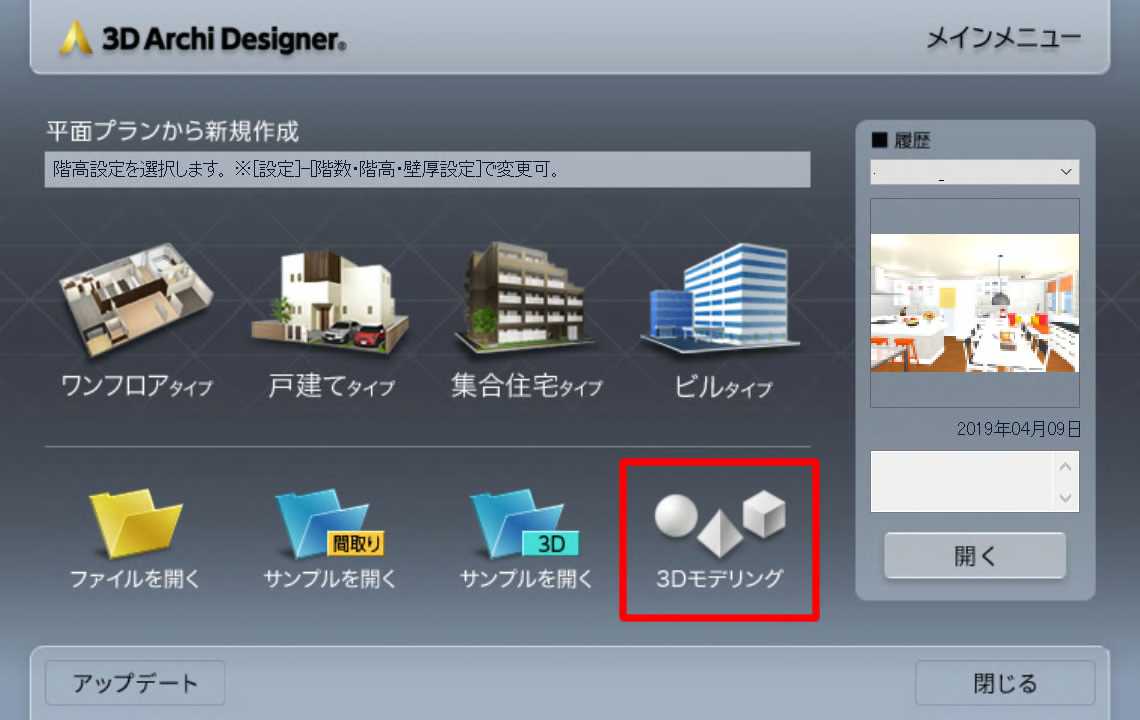 3D Archi Designer®
メインメニュー
平面プランから新規作成
階高設定を選択します。※[設定]-[階数・階高・壁厚設定]で変更可。
ワンフロアタイプ
戸建てタイプ
集合住宅タイプ
ビルタイプ
■ 履歴
2019年04月09日
開く
間取り
3D
ファイルを開く
サンプルを開く
サンプルを開く
3Dモデリング
アップデート
閉じる